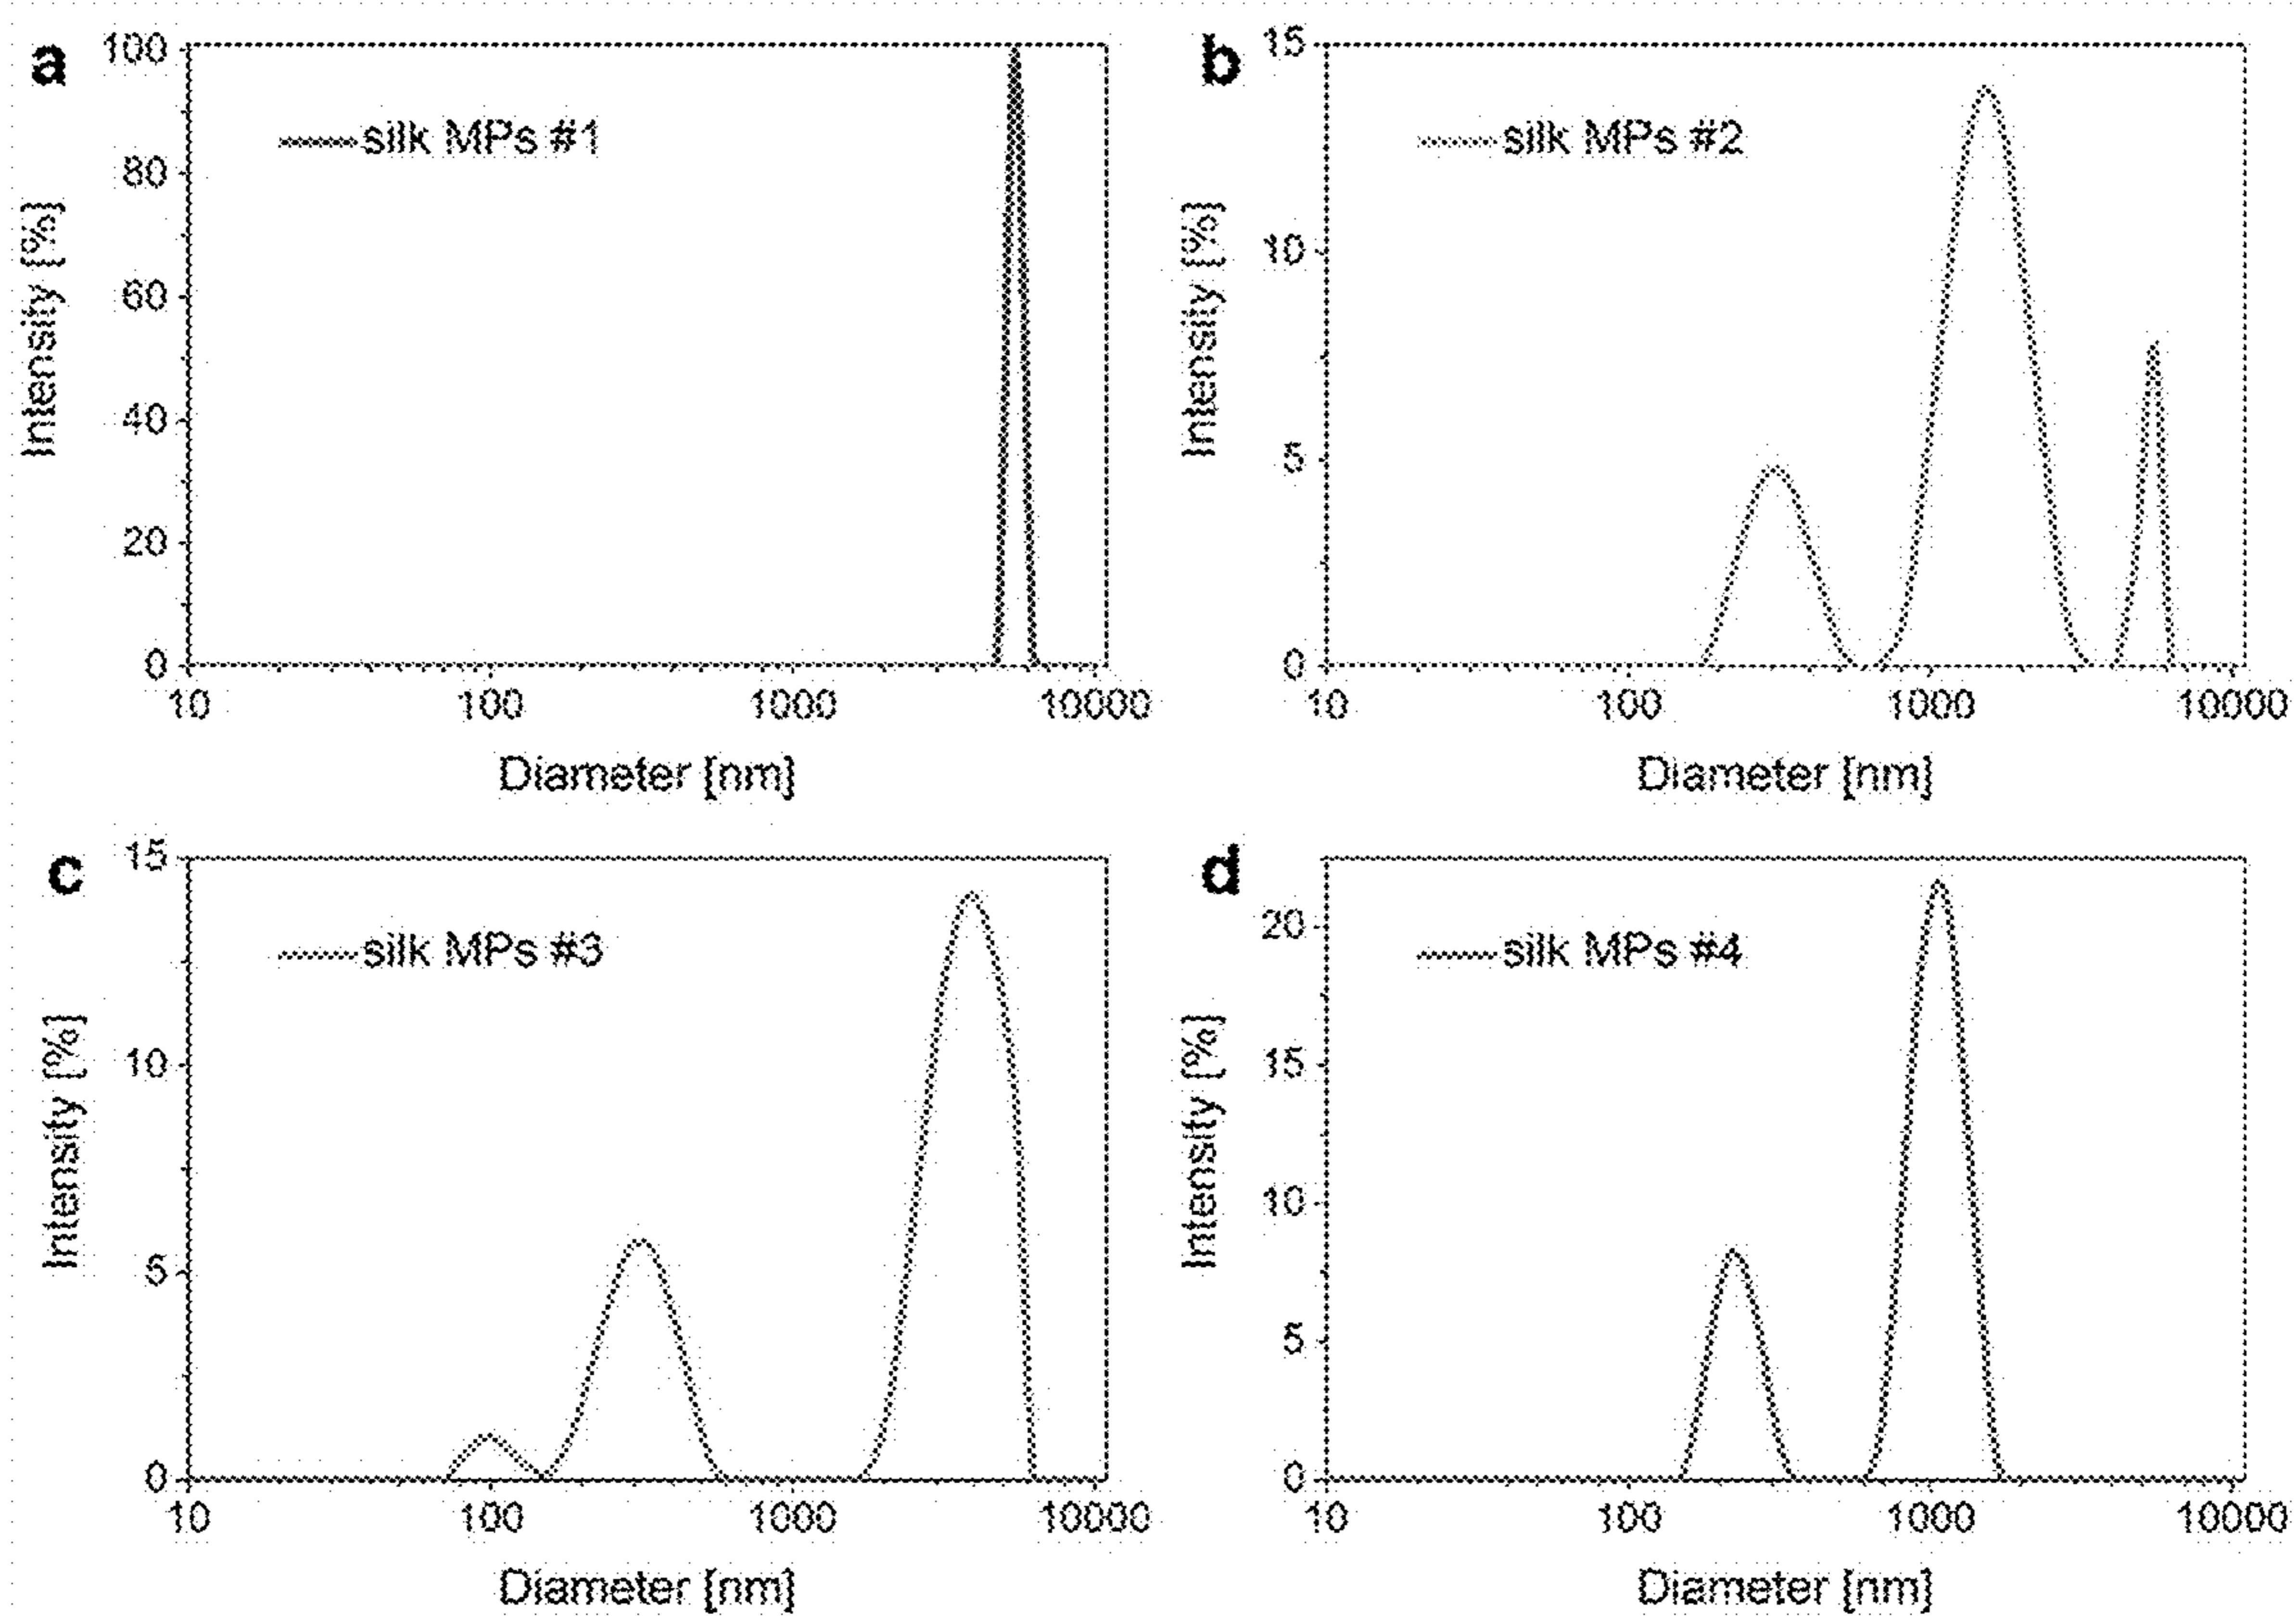 a
100
80
60
40
20
0
Intensity [%]
silk MPs #1
10 100 1000 10000
Diameter [nm]
b
15
10
5
0
Intensity [%]
silk MPs #2
10 100 1000 10000
Diameter [nm]
c
15
10
5
0
Intensity [%]
silk MPs #3
10 100 1000 10000
Diameter [nm]
d
20
15
10
5
0
Intensity [%]
silk MPs #4
10 100 1000 10000
Diameter [nm]